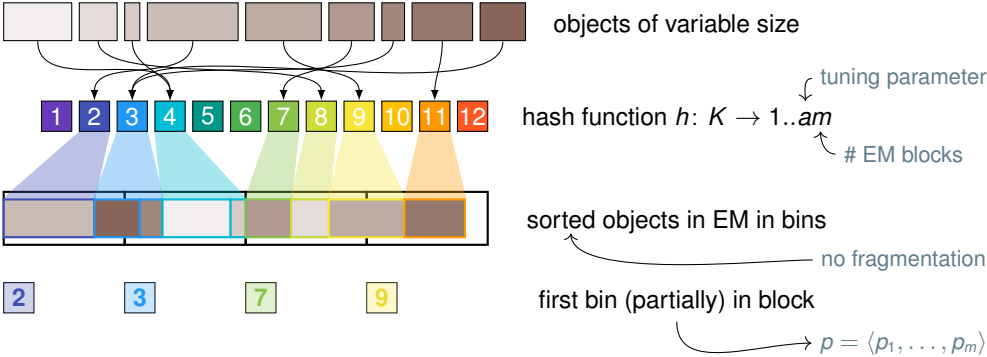 objects of variable size
tuning parameter
1 2 3 4 5 6 7 8 9 10 11 12
hash function h: K → 1..am
# EM blocks
sorted objects in EM in bins
no fragmentation
2 3 7 9
first bin (partially) in block
p = ⟨p₁, . . . , pₘ⟩